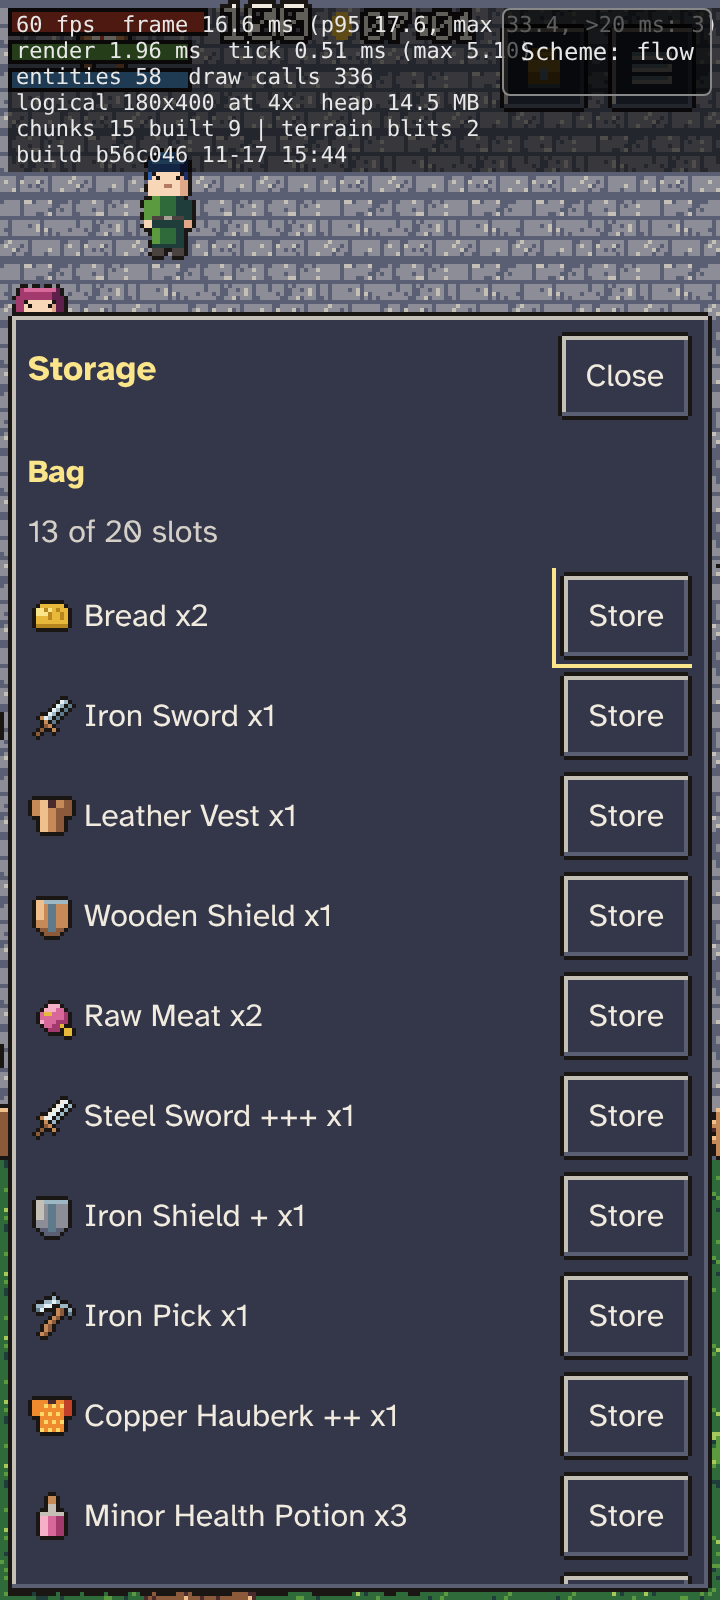 60 fps  frame 16.6 ms (p95 17.6, max 33.4, >20 ms: 3)
render 1.96 ms  tick 0.51 ms (max 5.10
Scheme: flow
entities 58  draw calls 336
logical 180x400 at 4x  heap 14.5 MB
chunks 15 built 9 | terrain blits 2
build b56c046 11-17 15:44
Storage
Close
Bag
13 of 20 slots
Bread x2
Store
Iron Sword x1
Store
Leather Vest x1
Store
Wooden Shield x1
Store
Raw Meat x2
Store
Steel Sword +++ x1
Store
Iron Shield + x1
Store
Iron Pick x1
Store
Copper Hauberk ++ x1
Store
Minor Health Potion x3
Store